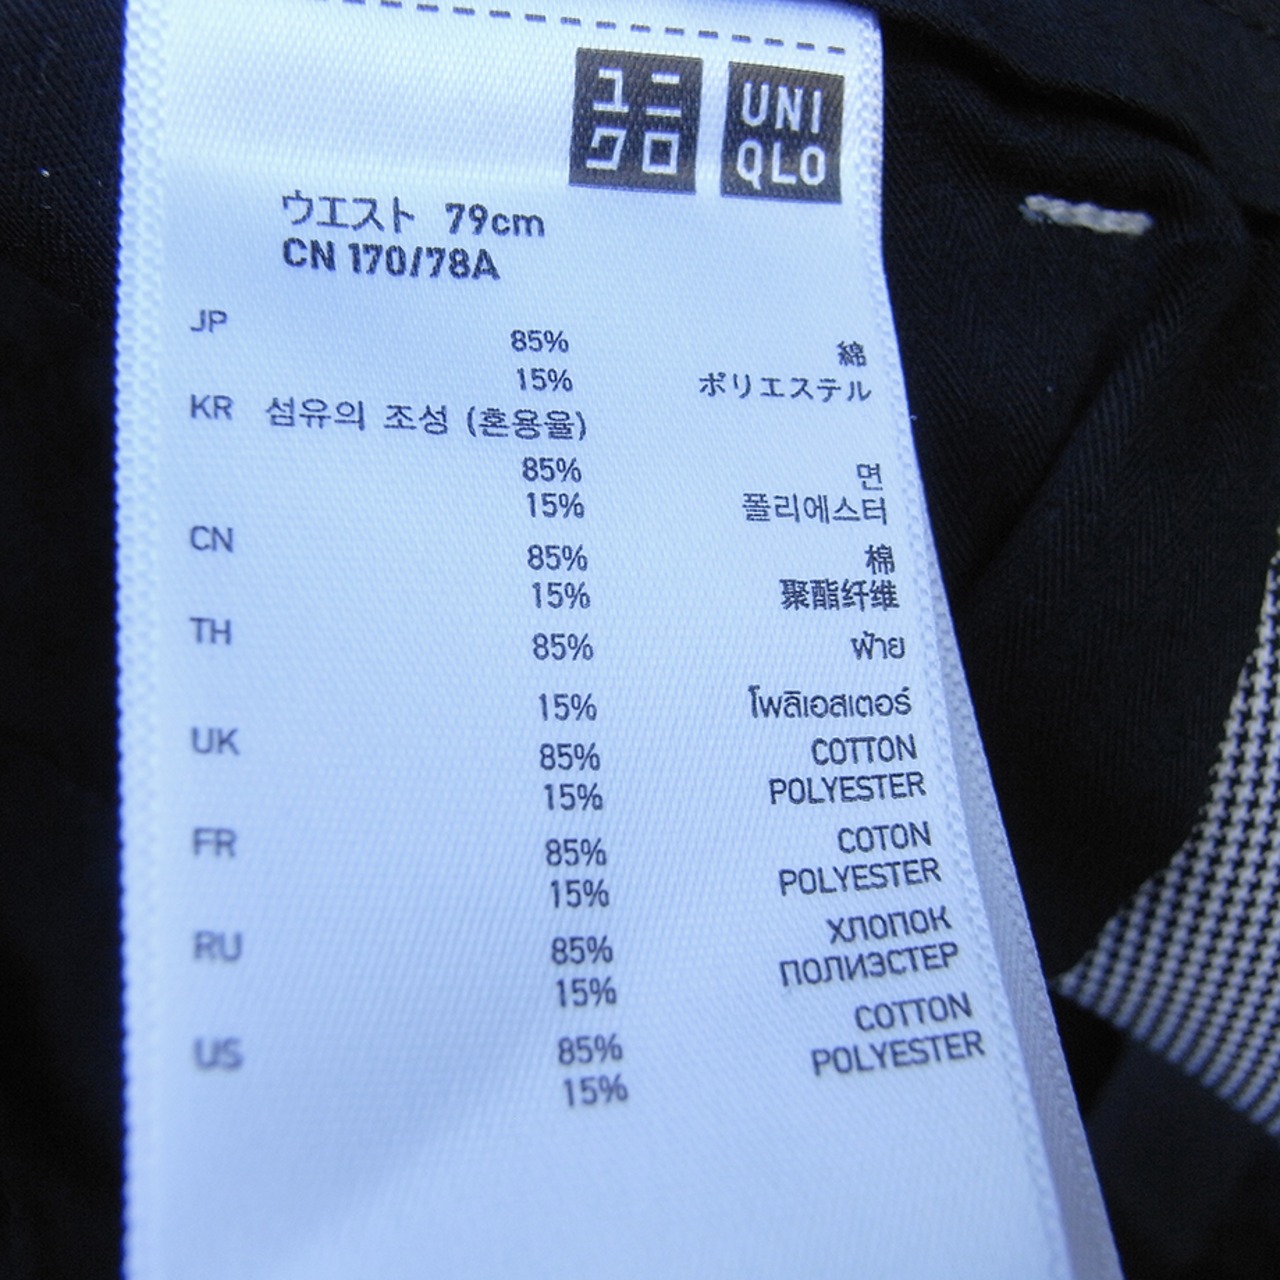 ユニ
クロ
UNI
QLO
ウエスト 79cm
CN 170/78A
JP
85% 綿
15% ポリエステル
KR 섬유의 조성 (혼용율)
85% 면
15% 폴리에스터
CN
85% 棉
15% 聚酯纤维
TH
85% ฝ้าย
15% โพลิเอสเตอร์
UK
85% COTTON
15% POLYESTER
FR
85% COTON
15% POLYESTER
RU
85% ХЛОПОК
15% ПОЛИЭСТЕР
US
85% COTTON
15% POLYESTER